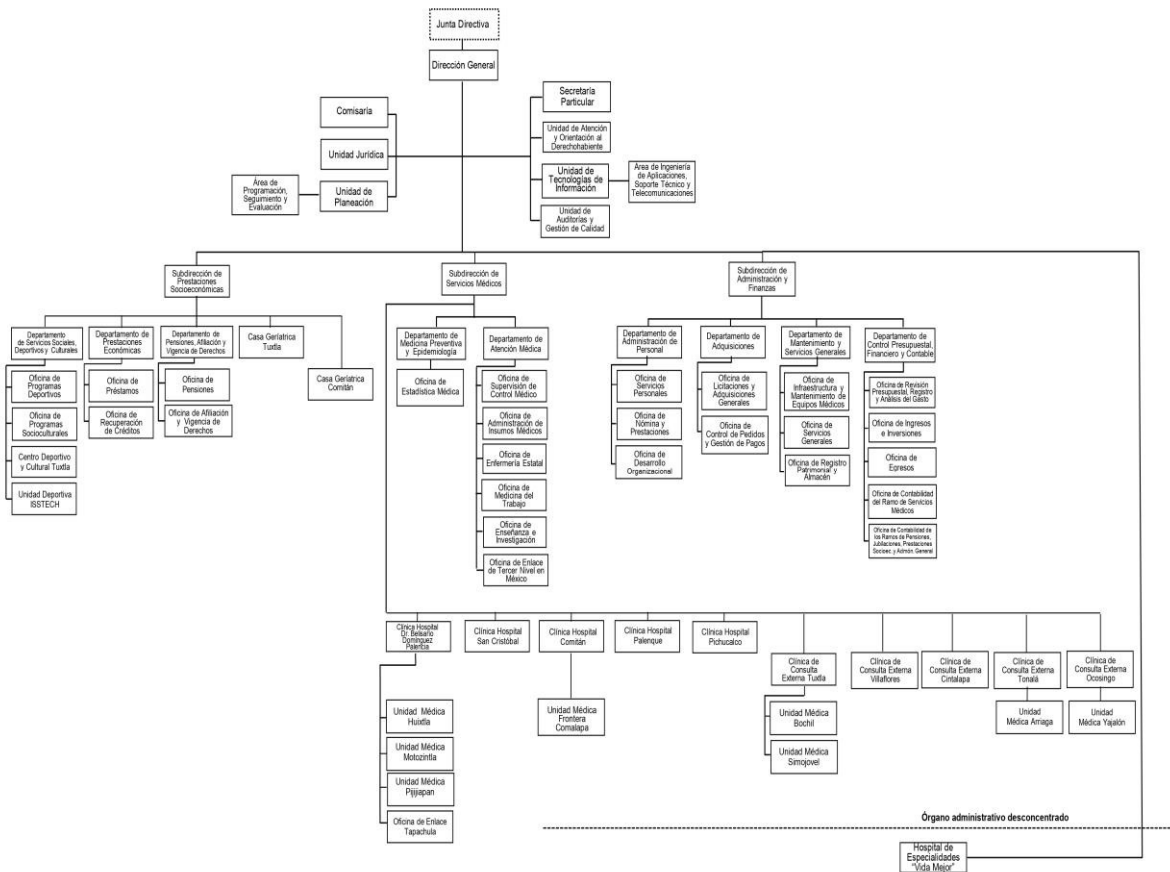 Junta Directiva
Dirección General
Comisaría
Unidad Jurídica
Unidad de
Planeación
Área de
Programación,
Seguimiento y
Evaluación
Secretaría
Particular
Unidad de Atención
y Orientación al
Derechohabiente
Unidad de
Tecnologías de
Información
Área de Ingeniería
de Aplicaciones,
Soporte Técnico y
Telecomunicaciones
Unidad de
Auditorías y
Gestión de Calidad
Subdirección de
Prestaciones
Socioeconómicas
Departamento
de Servicios Sociales,
Deportivos y Culturales
Oficina de
Programas
Deportivos
Oficina de
Programas
Socioculturales
Centro Deportivo
y Cultural Tuxtla
Unidad Deportiva
ISSTECH
Departamento de
Prestaciones
Económicas
Oficina de
Préstamos
Oficina de
Recuperación
de Créditos
Departamento de
Pensiones, Afiliación y
Vigencia de Derechos
Oficina de
Pensiones
Oficina de Afiliación
y Vigencia de
Derechos
Casa Geríatrica
Tuxtla
Casa Geríatrica
Comitán
Subdirección de
Servicios Médicos
Departamento de
Medicina Preventiva
y Epidemiología
Oficina de
Estadística Médica
Departamento de
Atención Médica
Oficina de
Supervisión de
Control Médico
Oficina de
Administración de
Insumos Médicos
Oficina de
Enfermería Estatal
Oficina de
Medicina del
Trabajo
Oficina de
Enseñanza e
Investigación
Oficina de Enlace
de Tercer Nivel en
México
Subdirección de
Administración y
Finanzas
Departamento de
Administración de
Personal
Oficina de
Servicios
Personales
Oficina de
Nómina y
Prestaciones
Oficina de
Desarrollo
Organizacional
Departamento de
Adquisiciones
Oficina de
Licitaciones y
Adquisiciones
Generales
Oficina de
Control de Pedidos
y Gestión de Pagos
Departamento de
Mantenimiento y
Servicios Generales
Oficina de
Infraestructura y
Mantenimiento de
Equipos Médicos
Oficina de
Servicios
Generales
Oficina de Registro
Patrimonial y
Almacén
Departamento de
Control Presupuestal,
Financiero y Contable
Oficina de Revisión
Presupuestal, Registro
y Análisis del Gasto
Oficina de Ingresos
e Inversiones
Oficina de
Egresos
Oficina de Contabilidad
del Ramo de Servicios
Médicos
Oficina de Contabilidad de
los Ramos de Pensiones,
Jubilaciones, Prestaciones
Socioec. y Admón. General
Clínica Hospital
Dr. Belisario
Domínguez
Palencia
Unidad Médica
Huixtla
Unidad Médica
Motozintla
Unidad Médica
Pijijiapan
Oficina de Enlace
Tapachula
Clínica Hospital
San Cristóbal
Clínica Hospital
Comitán
Unidad Médica
Frontera
Comalapa
Clínica Hospital
Palenque
Clínica Hospital
Pichucalco
Clínica de
Consulta
Externa Tuxtla
Unidad Médica
Bochil
Unidad Médica
Simojovel
Clínica de
Consulta Externa
Villaflores
Clínica de
Consulta Externa
Cintalapa
Clínica de
Consulta Externa
Tonalá
Unidad
Médica Arriaga
Clínica de
Consulta Externa
Ocosingo
Unidad
Médica Yajalón
Órgano administrativo desconcentrado
Hospital de
Especialidades
"Vida Mejor"